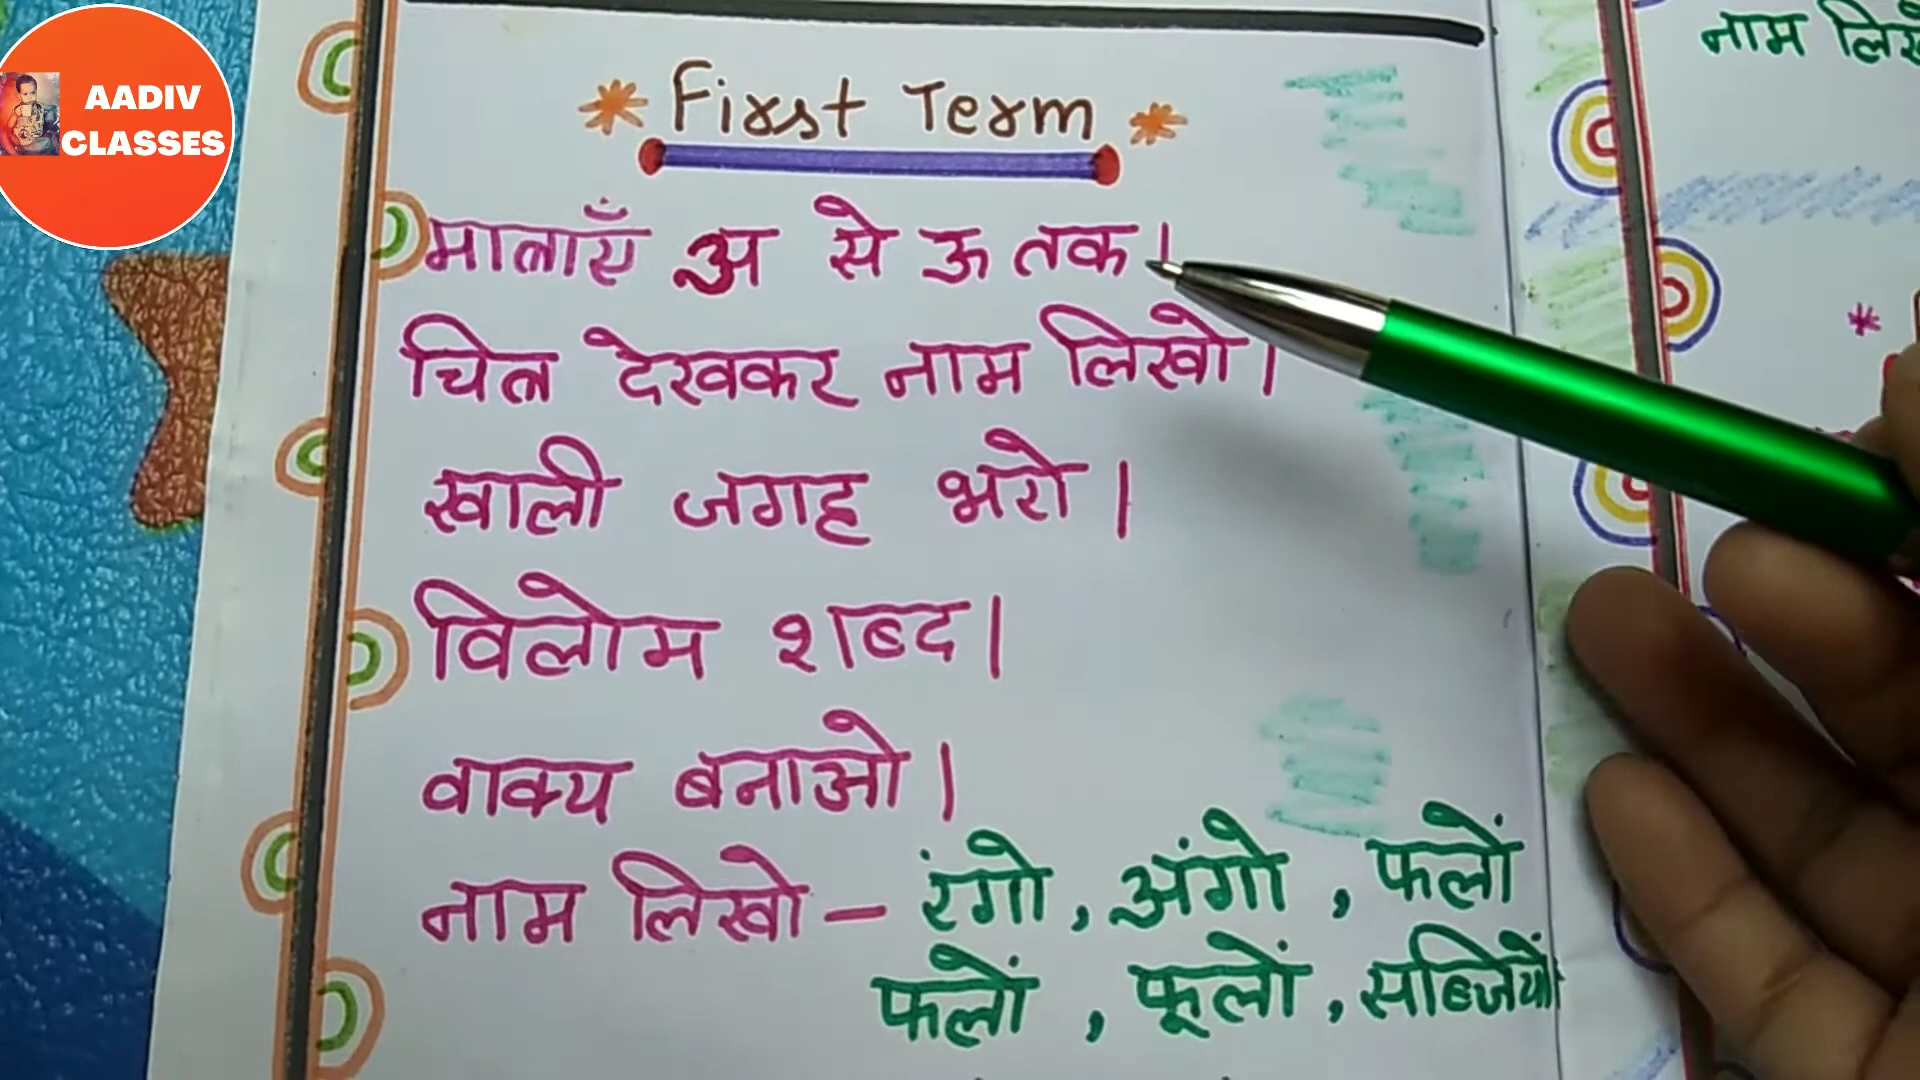 AADIV
CLASSES
First Term
मात्राएँ अ से ऊ तक।
चित्र देखकर नाम लिखो।
खाली जगह भरो।
विलोम शब्द।
वाक्य बनाओ।
नाम लिखो - रंगो, अंगो, फलों
फलों, फूलों, सब्जियों
नाम